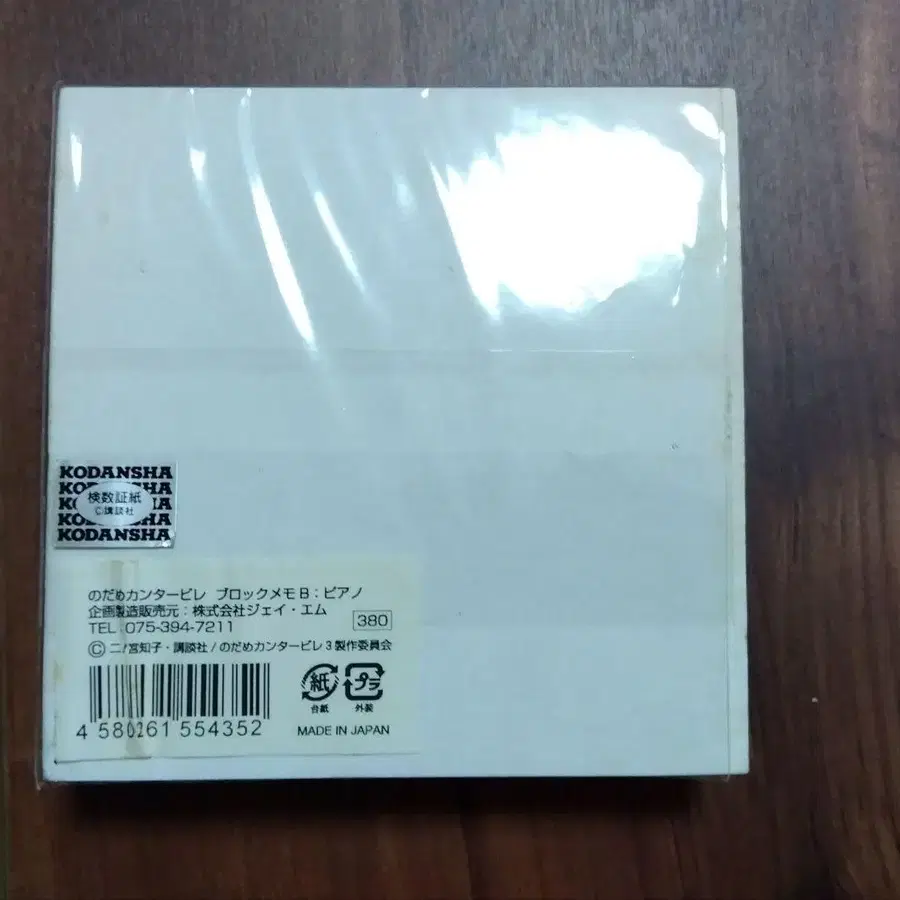 KODANSHA
KODANSHA
KODANSHA
KODANSHA
KODANSHA
検数証紙
©講談社
のだめカンタービレ ブロックメモB：ピアノ
企画製造販売元：株式会社ジェイ・エム
TEL 075-394-7211
380
©二ノ宮知子・講談社/のだめカンタービレ3製作委員会
紙
台紙
プラ
外装
4 580261 554352
MADE IN JAPAN